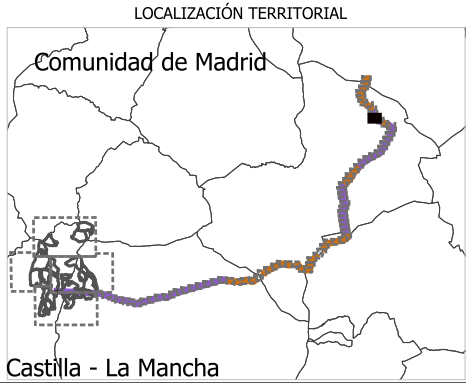 LOCALIZACIÓN TERRITORIAL
Comunidad de Madrid
Castilla - La Mancha